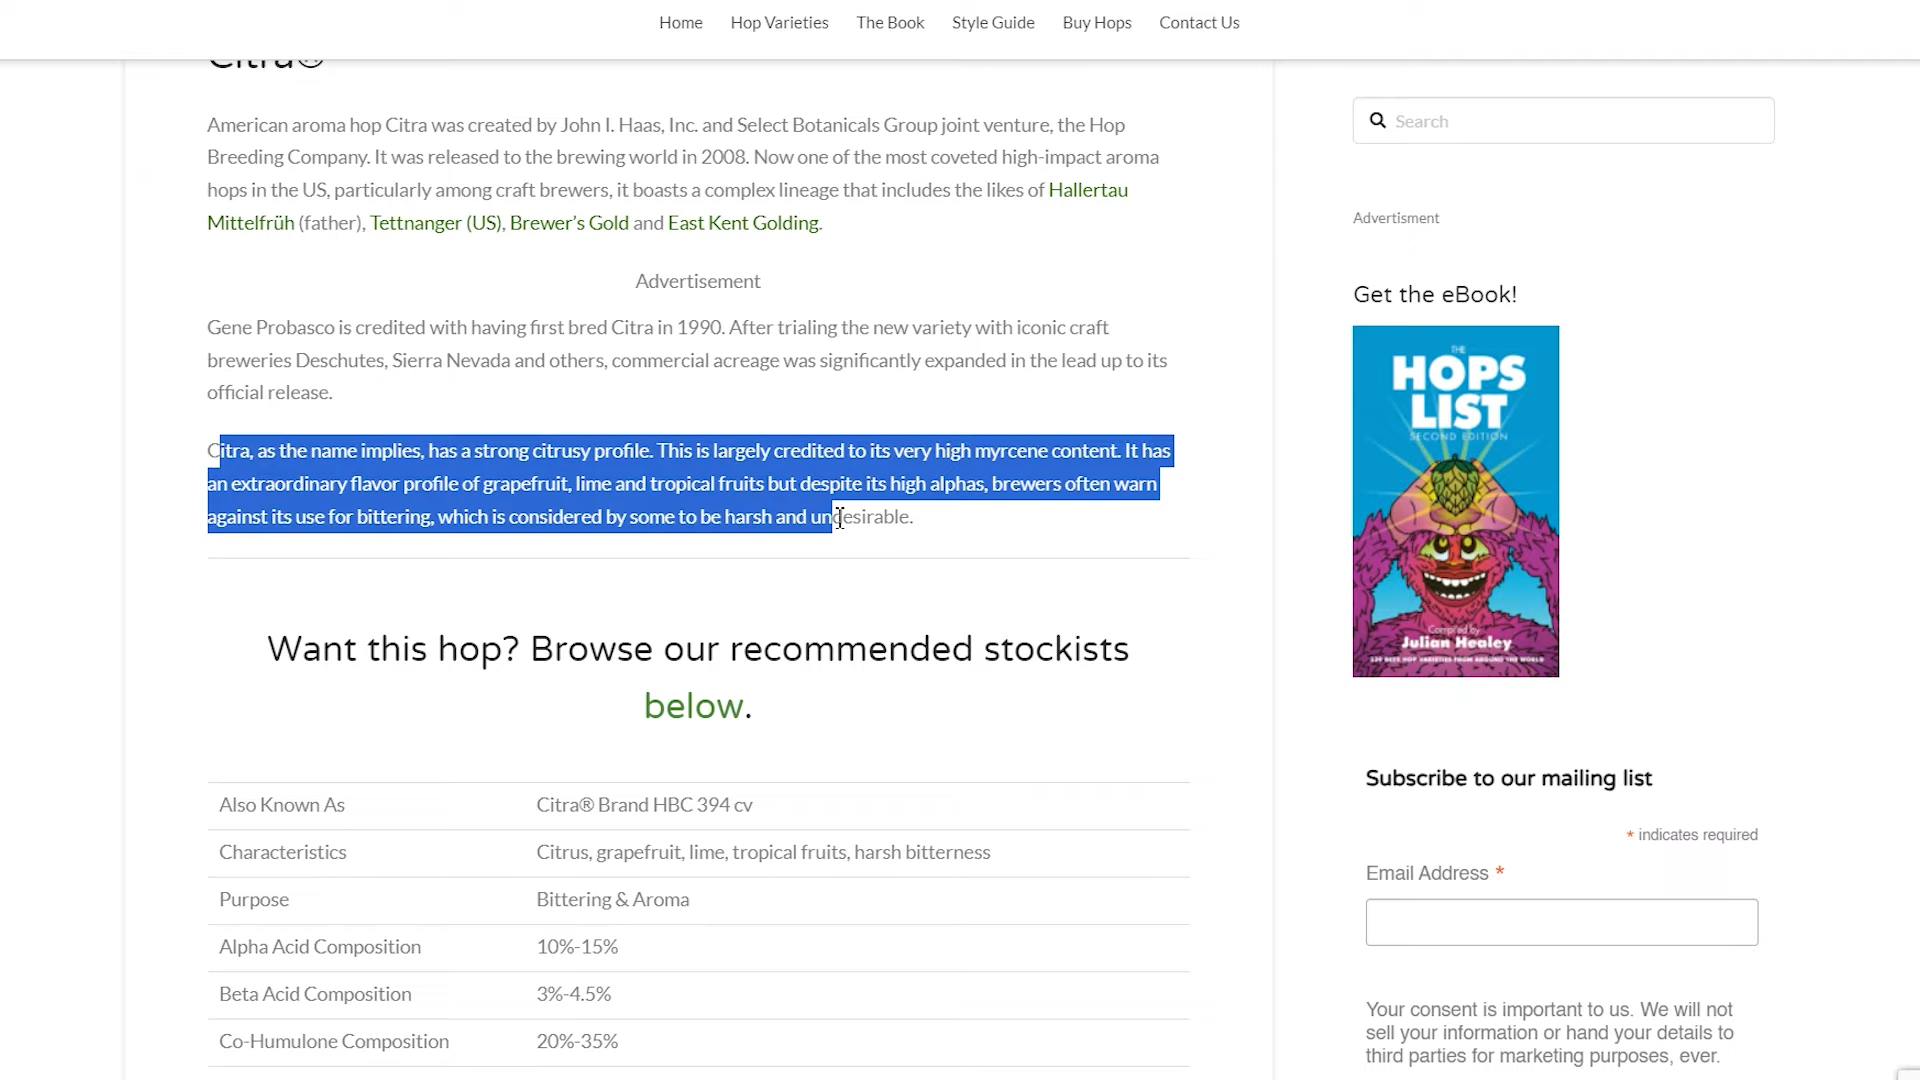 Home Hop Varieties The Book Style Guide Buy Hops Contact Us
Citra®
American aroma hop Citra was created by John I. Haas, Inc. and Select Botanicals Group joint venture, the Hop
Breeding Company. It was released to the brewing world in 2008. Now one of the most coveted high-impact aroma
hops in the US, particularly among craft brewers, it boasts a complex lineage that includes the likes of Hallertau
Mittelfrüh (father), Tettnanger (US), Brewer's Gold and East Kent Golding.
Advertisement
Gene Probasco is credited with having first bred Citra in 1990. After trialing the new variety with iconic craft
breweries Deschutes, Sierra Nevada and others, commercial acreage was significantly expanded in the lead up to its
official release.
Citra, as the name implies, has a strong citrusy profile. This is largely credited to its very high myrcene content. It has
an extraordinary flavor profile of grapefruit, lime and tropical fruits but despite its high alphas, brewers often warn
against its use for bittering, which is considered by some to be harsh and undesirable.
Want this hop? Browse our recommended stockists
below.
Also Known As Citra® Brand HBC 394 cv
Characteristics Citrus, grapefruit, lime, tropical fruits, harsh bitterness
Purpose Bittering & Aroma
Alpha Acid Composition 10%-15%
Beta Acid Composition 3%-4.5%
Co-Humulone Composition 20%-35%
Search
Advertisment
Get the eBook!
THE
HOPS
LIST
SECOND EDITION
Compiled by
Julian Healey
Subscribe to our mailing list
* indicates required
Email Address *
Your consent is important to us. We will not
sell your information or hand your details to
third parties for marketing purposes, ever.